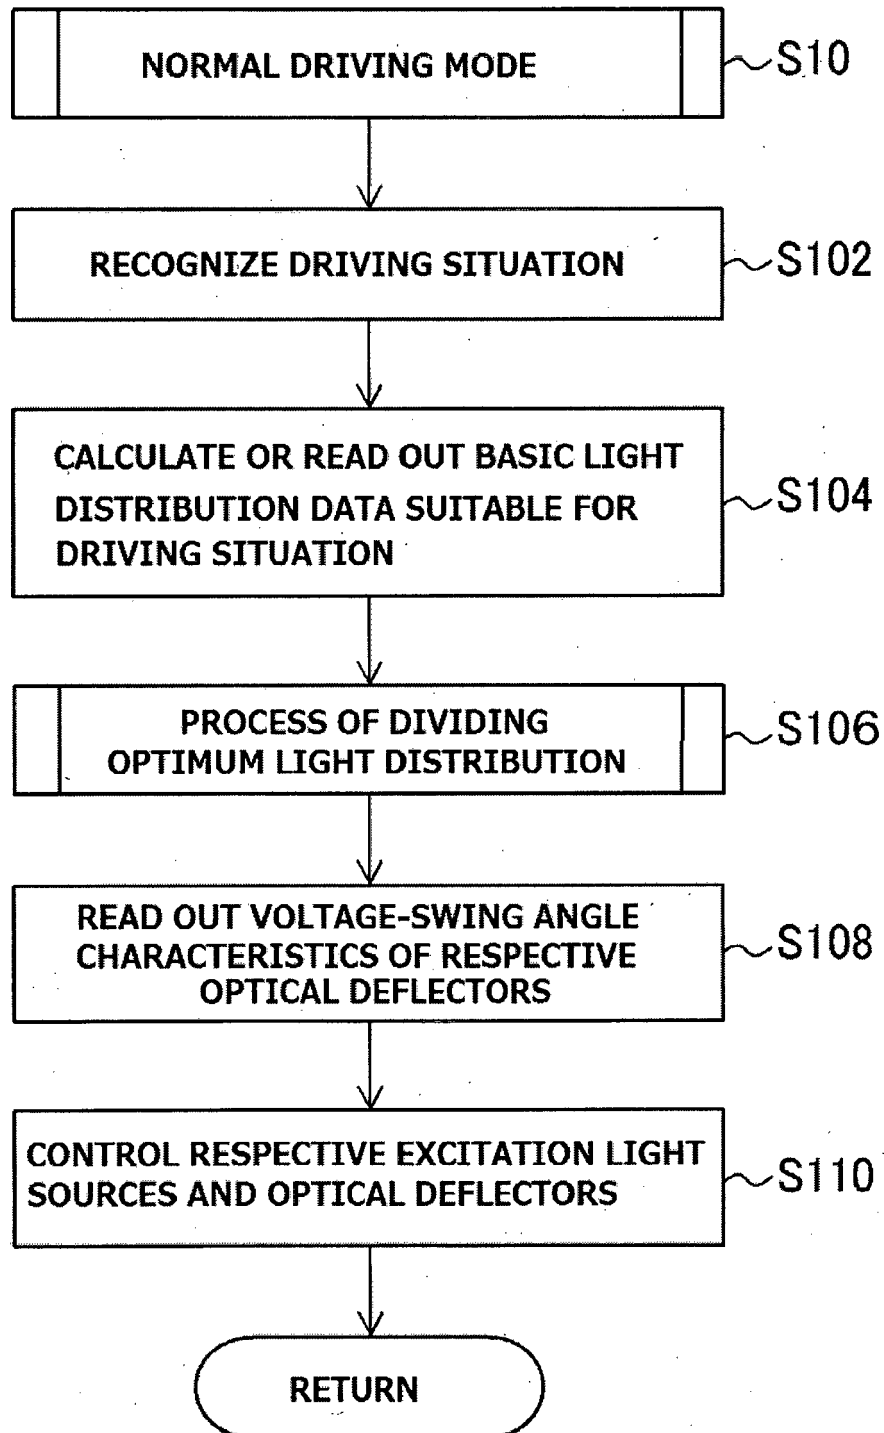 NORMAL DRIVING MODE
S10
RECOGNIZE DRIVING SITUATION
S102
CALCULATE OR READ OUT BASIC LIGHT
DISTRIBUTION DATA SUITABLE FOR
DRIVING SITUATION
S104
PROCESS OF DIVIDING
OPTIMUM LIGHT DISTRIBUTION
S106
READ OUT VOLTAGE-SWING ANGLE
CHARACTERISTICS OF RESPECTIVE
OPTICAL DEFLECTORS
S108
CONTROL RESPECTIVE EXCITATION LIGHT
SOURCES AND OPTICAL DEFLECTORS
S110
RETURN